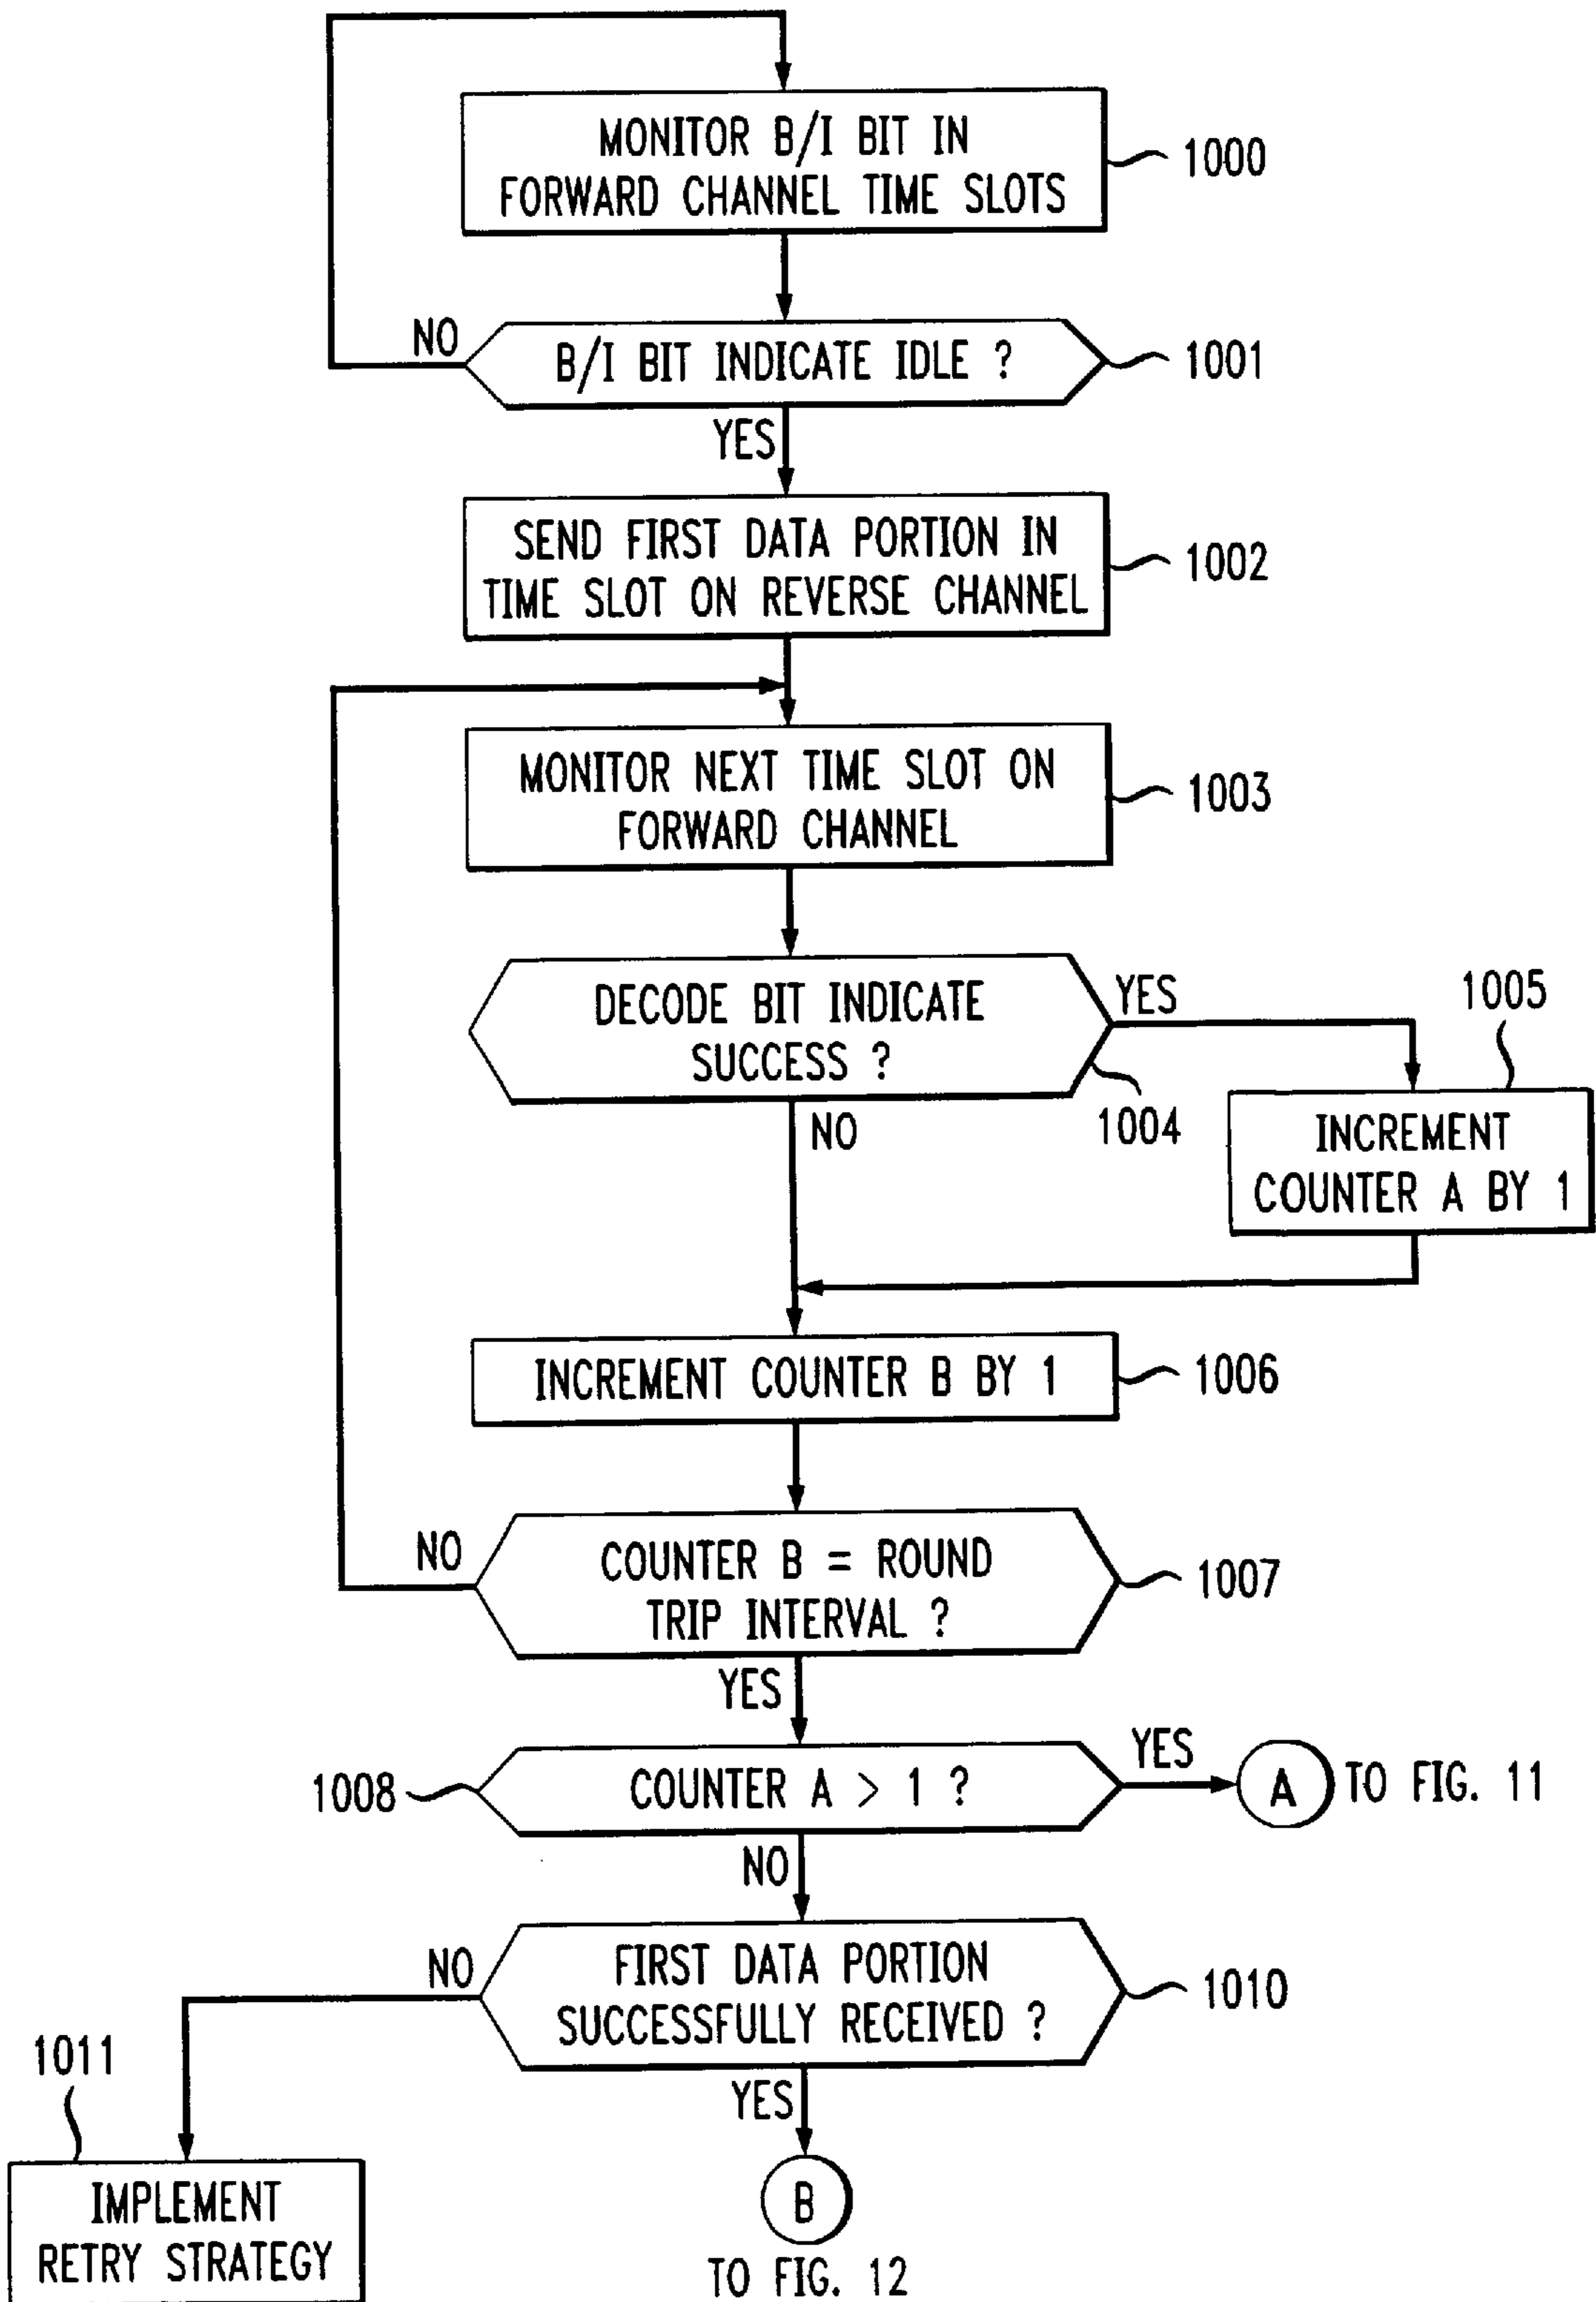 MONITOR B/I BIT IN
FORWARD CHANNEL TIME SLOTS
1000
NO
B/I BIT INDICATE IDLE ?
1001
YES
SEND FIRST DATA PORTION IN
TIME SLOT ON REVERSE CHANNEL
1002
MONITOR NEXT TIME SLOT ON
FORWARD CHANNEL
1003
DECODE BIT INDICATE
SUCCESS ?
YES
1004
NO
1005
INCREMENT
COUNTER A BY 1
INCREMENT COUNTER B BY 1
1006
NO
COUNTER B = ROUND
TRIP INTERVAL ?
1007
YES
1008
COUNTER A > 1 ?
YES
A
TO FIG. 11
NO
NO
FIRST DATA PORTION
SUCCESSFULLY RECEIVED ?
1010
1011
IMPLEMENT
RETRY STRATEGY
YES
B
TO FIG. 12